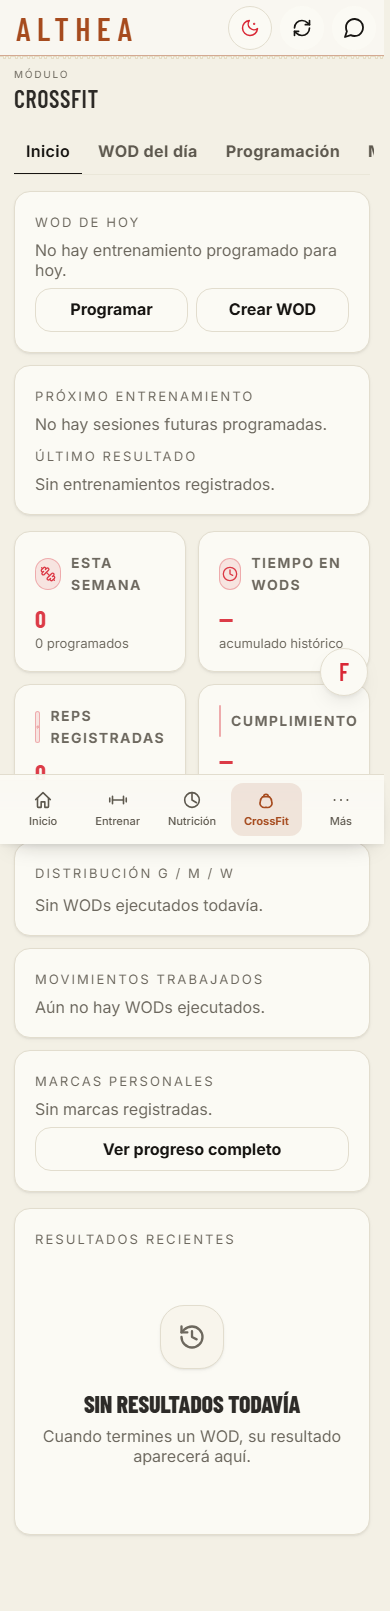 ALTHEA
MÓDULO
CROSSFIT
Inicio WOD del día Programación
WOD DE HOY
No hay entrenamiento programado para
hoy.
Programar Crear WOD
PRÓXIMO ENTRENAMIENTO
No hay sesiones futuras programadas.
ÚLTIMO RESULTADO
Sin entrenamientos registrados.
ESTA
SEMANA
0
0 programados
TIEMPO EN
WODS
–
acumulado histórico
F
REPS
REGISTRADAS
0
CUMPLIMIENTO
–
Inicio Entrenar Nutrición CrossFit Más
DISTRIBUCIÓN G / M / W
Sin WODs ejecutados todavía.
MOVIMIENTOS TRABAJADOS
Aún no hay WODs ejecutados.
MARCAS PERSONALES
Sin marcas registradas.
Ver progreso completo
RESULTADOS RECIENTES
SIN RESULTADOS TODAVÍA
Cuando termines un WOD, su resultado
aparecerá aquí.